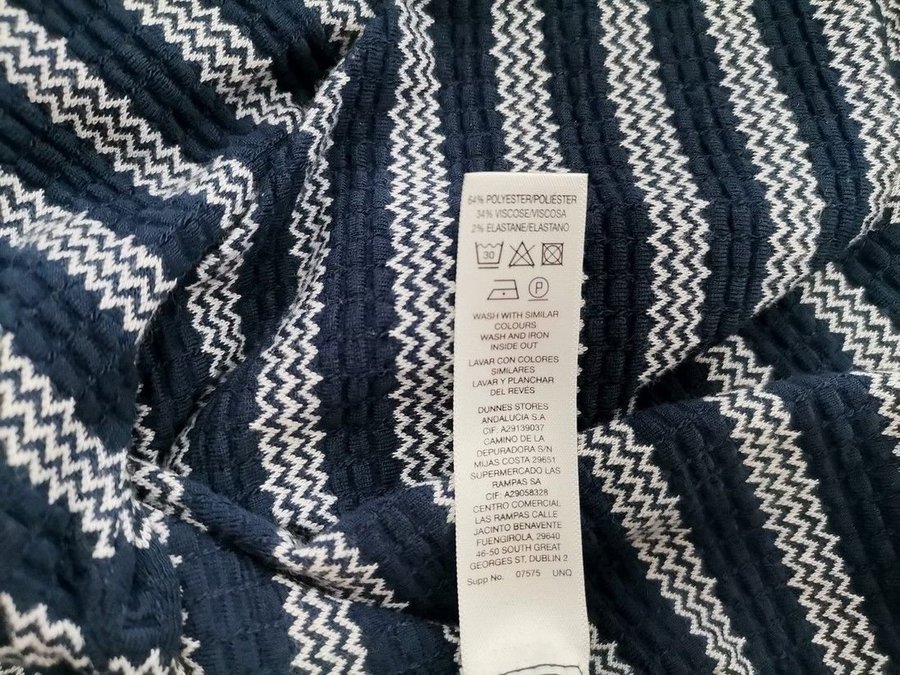 64% POLYESTER/POLIESTER
34% VISCOSE/VISCOSA
2% ELASTANE/ELASTANO
30
P
WASH WITH SIMILAR
COLOURS
WASH AND IRON
INSIDE OUT
LAVAR CON COLORES
SIMILARES
LAVAR Y PLANCHAR
DEL REVES
DUNNES STORES
ANDALUCIA S.A
CIF: A29139037
CAMINO DE LA
DEPURADORA S/N
MIJAS COSTA 29651
SUPERMERCADO LAS
RAMPAS SA
CIF: A29058328
CENTRO COMERCIAL
LAS RAMPAS CALLE
JACINTO BENAVENTE
FUENGIROLA, 29640
46-50 SOUTH GREAT
GEORGES ST, DUBLIN 2
Supp No. 07575 UNQ